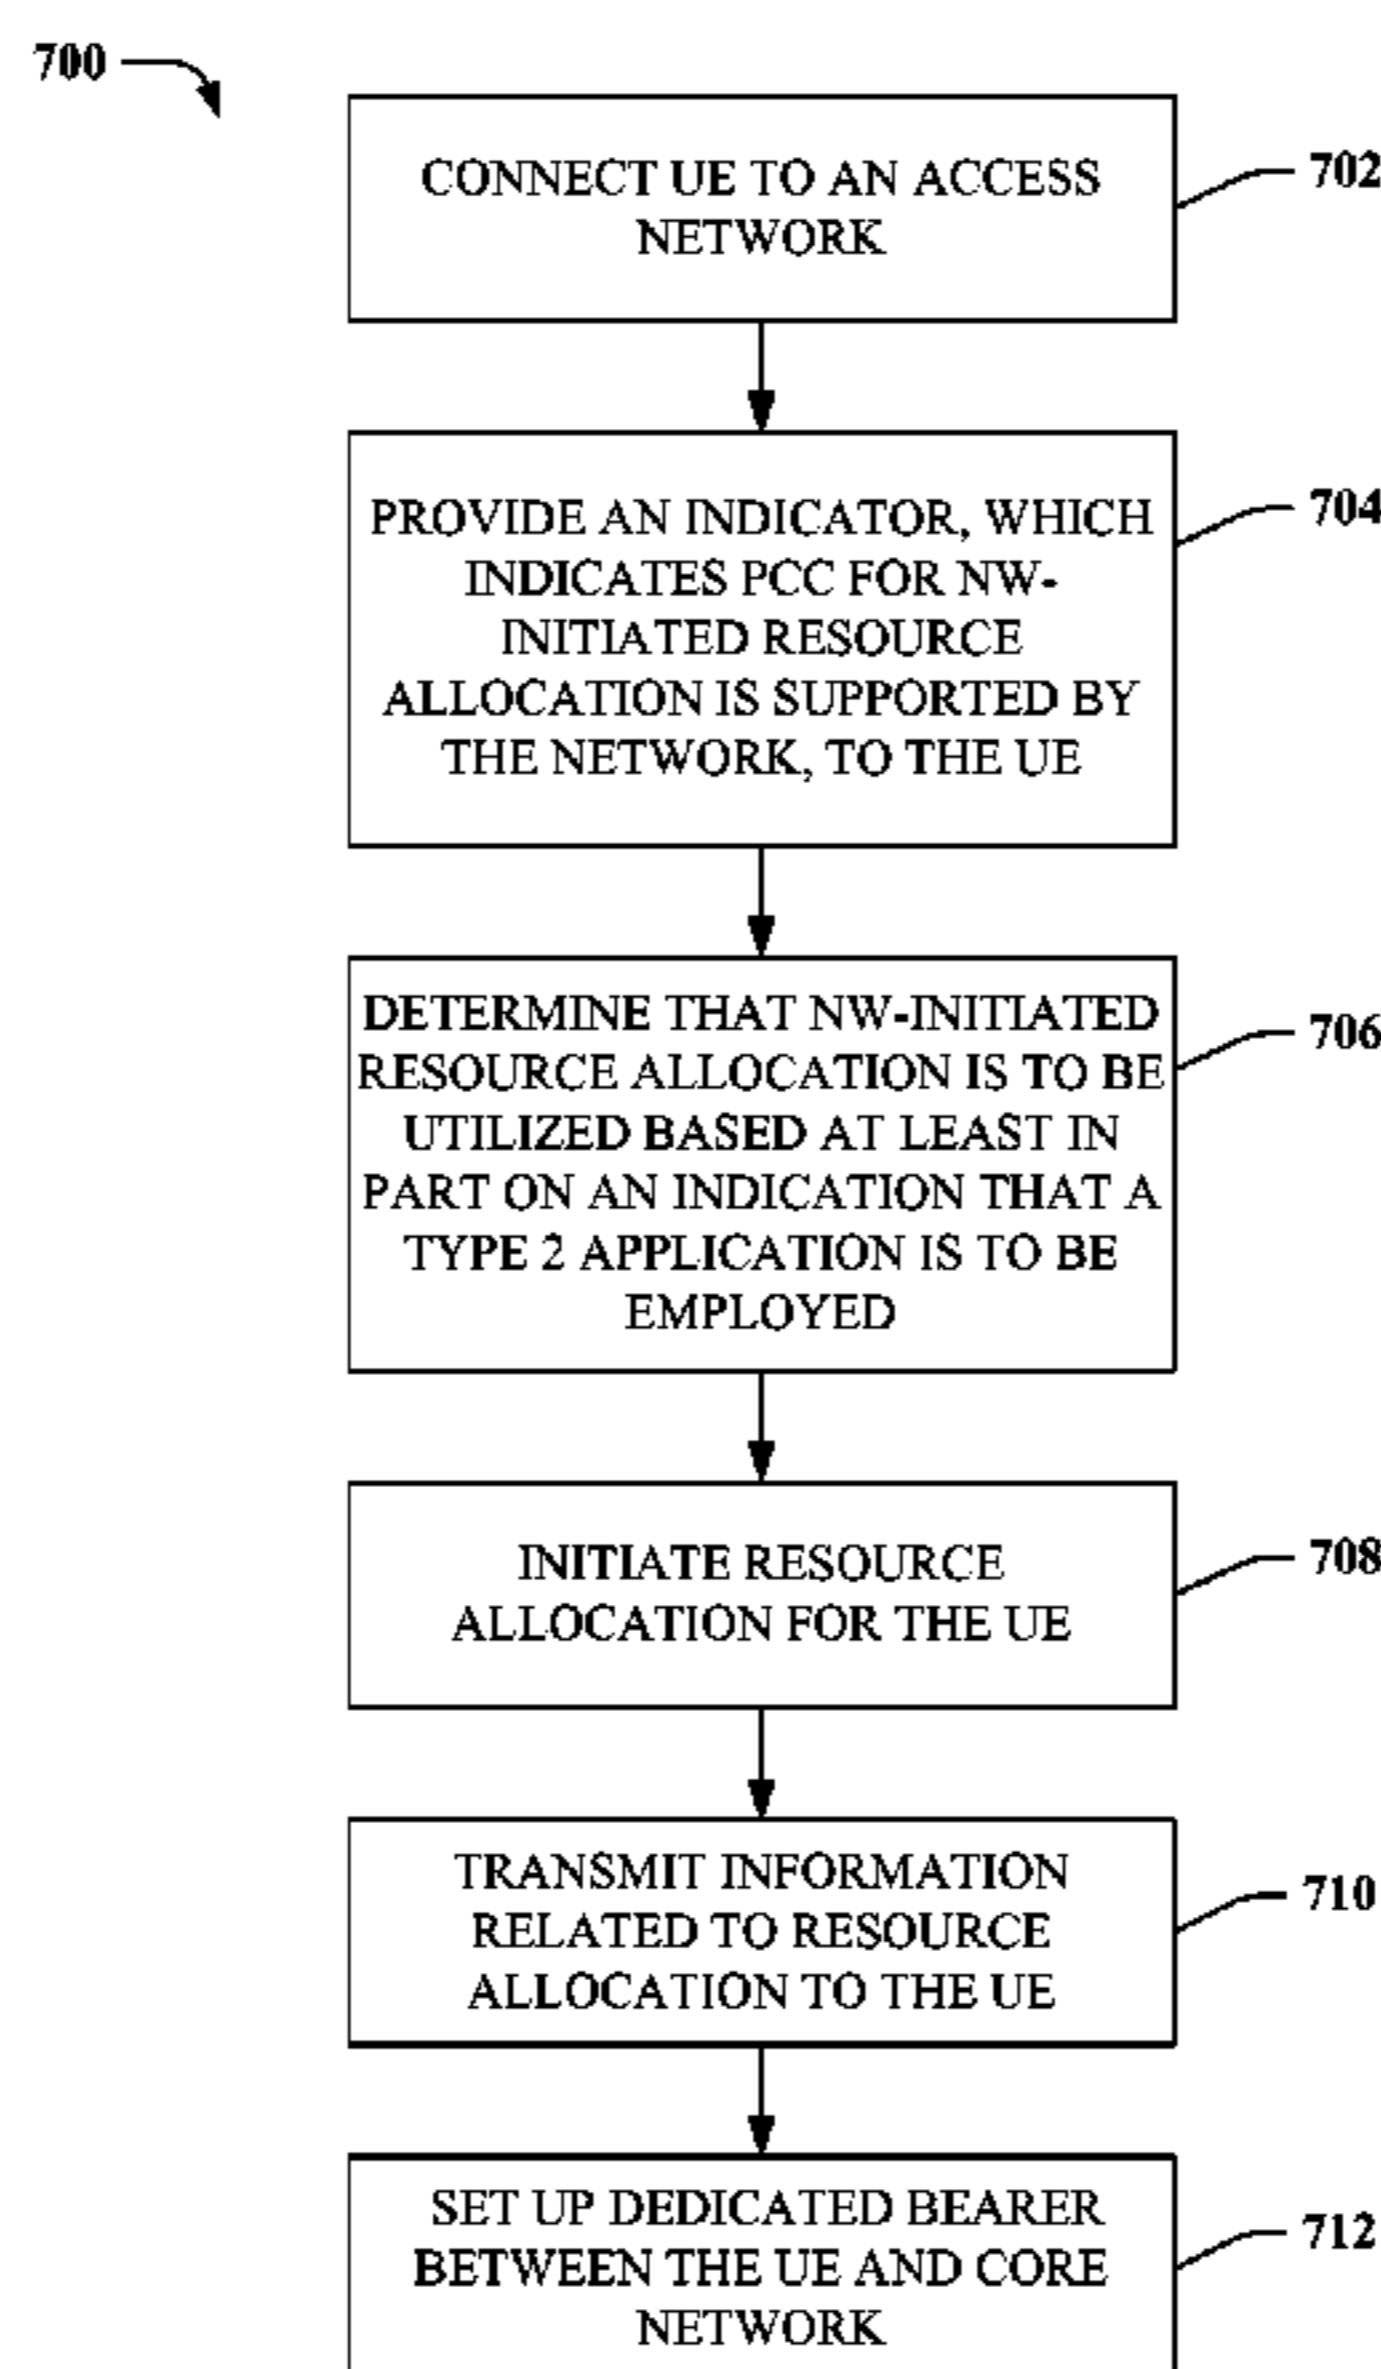 700
CONNECT UE TO AN ACCESS
NETWORK
702
PROVIDE AN INDICATOR, WHICH
INDICATES PCC FOR NW-
INITIATED RESOURCE
ALLOCATION IS SUPPORTED BY
THE NETWORK, TO THE UE
704
DETERMINE THAT NW-INITIATED
RESOURCE ALLOCATION IS TO BE
UTILIZED BASED AT LEAST IN
PART ON AN INDICATION THAT A
TYPE 2 APPLICATION IS TO BE
EMPLOYED
706
INITIATE RESOURCE
ALLOCATION FOR THE UE
708
TRANSMIT INFORMATION
RELATED TO RESOURCE
ALLOCATION TO THE UE
710
SET UP DEDICATED BEARER
BETWEEN THE UE AND CORE
NETWORK
712